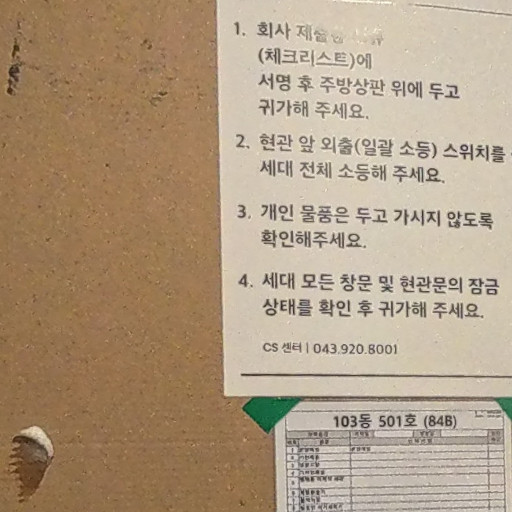 1. 회사 제출용 서류
(체크리스트)에
서명 후 주방상판 위에 두고
귀가해 주세요.
2. 현관 앞 외출(일괄 소등) 스위치를
세대 전체 소등해 주세요.
3. 개인 물품은 두고 가시지 않도록
확인해주세요.
4. 세대 모든 창문 및 현관문의 잠금
상태를 확인 후 귀가해 주세요.
CS 센터 | 043.920.8001
103동 501호 (84B)